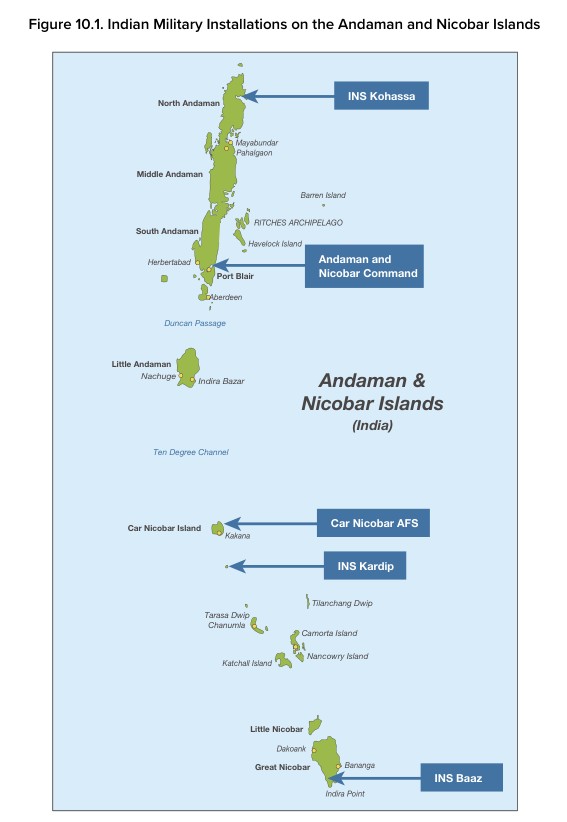 Figure 10.1. Indian Military Installations on the Andaman and Nicobar Islands
INS Kohassa
North Andaman
Mayabundar
Pahalgaon
Middle Andaman
Barren Island
RITCHES ARCHIPELAGO
South Andaman
Havelock Island
Andaman and
Nicobar Command
Herbertabad
Port Blair
Aberdeen
Duncan Passage
Little Andaman
Nachuge
Indira Bazar
Andaman &
Nicobar Islands
(India)
Ten Degree Channel
Car Nicobar AFS
Car Nicobar Island
Kakana
INS Kardip
Tilanchang Dwip
Tarasa Dwip
Chanumla
Camorta Island
Nancowry Island
Katchall Island
Little Nicobar
Dakoank
Great Nicobar
Bananga
INS Baaz
Indira Point